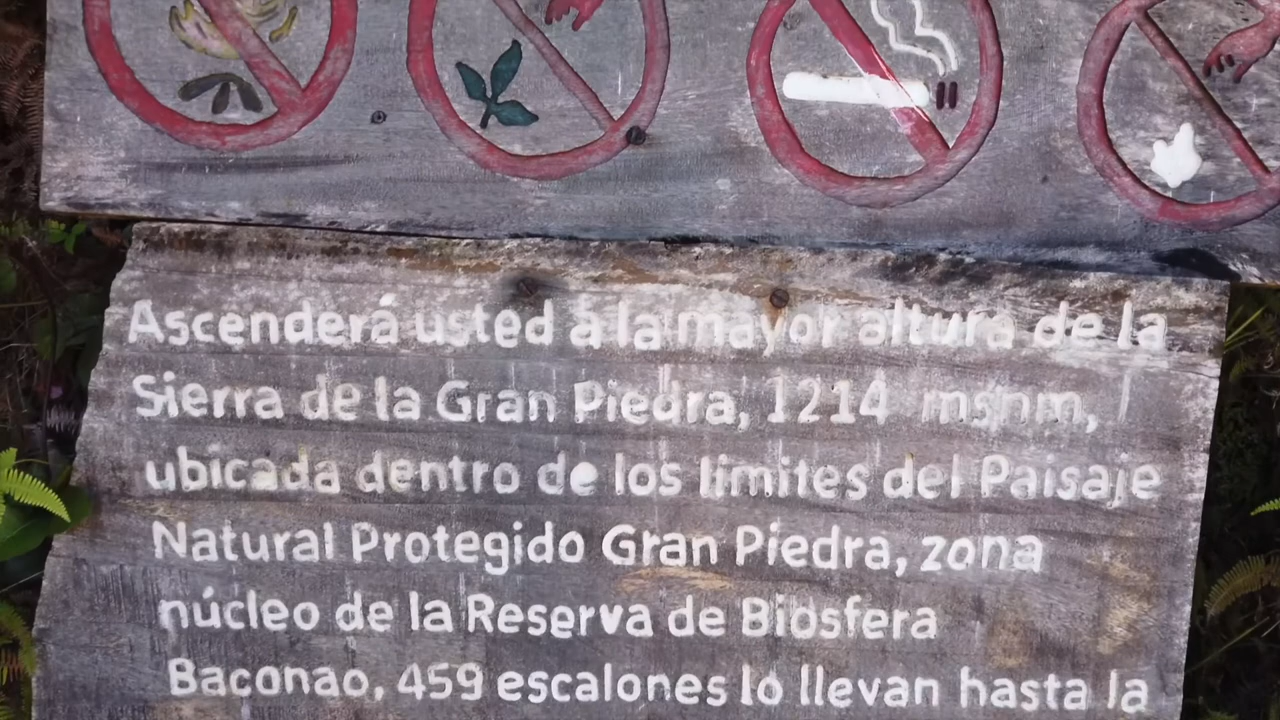 Ascenderá usted a la mayor altura de la
Sierra de la Gran Piedra, 1214 msnm,
ubicada dentro de los limites del Paisaje
Natural Protegido Gran Piedra, zona
núcleo de la Reserva de Biosfera
Baconao, 459 escalones lo llevan hasta la